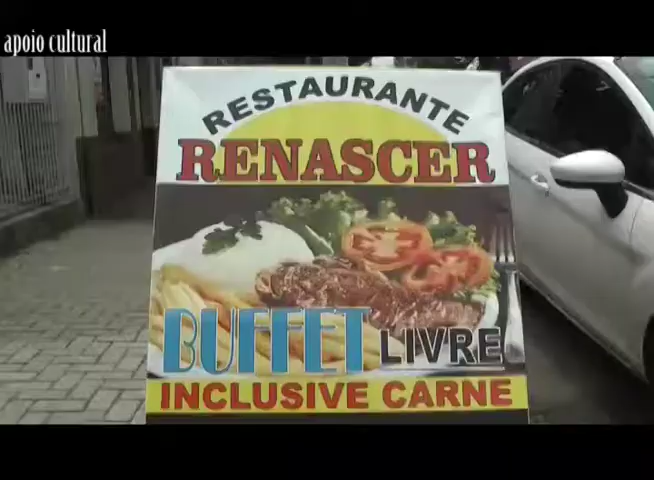 apoio cultural
RESTAURANTE
RENASCER
BUFFET LIVRE
INCLUSIVE CARNE